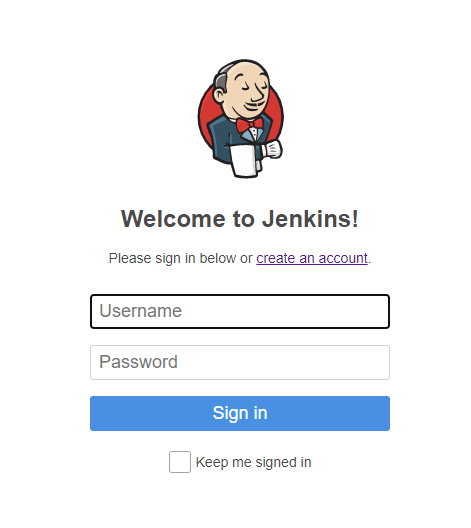 Welcome to Jenkins!
Please sign in below or create an account.
Username
Password
Sign in
Keep me signed in